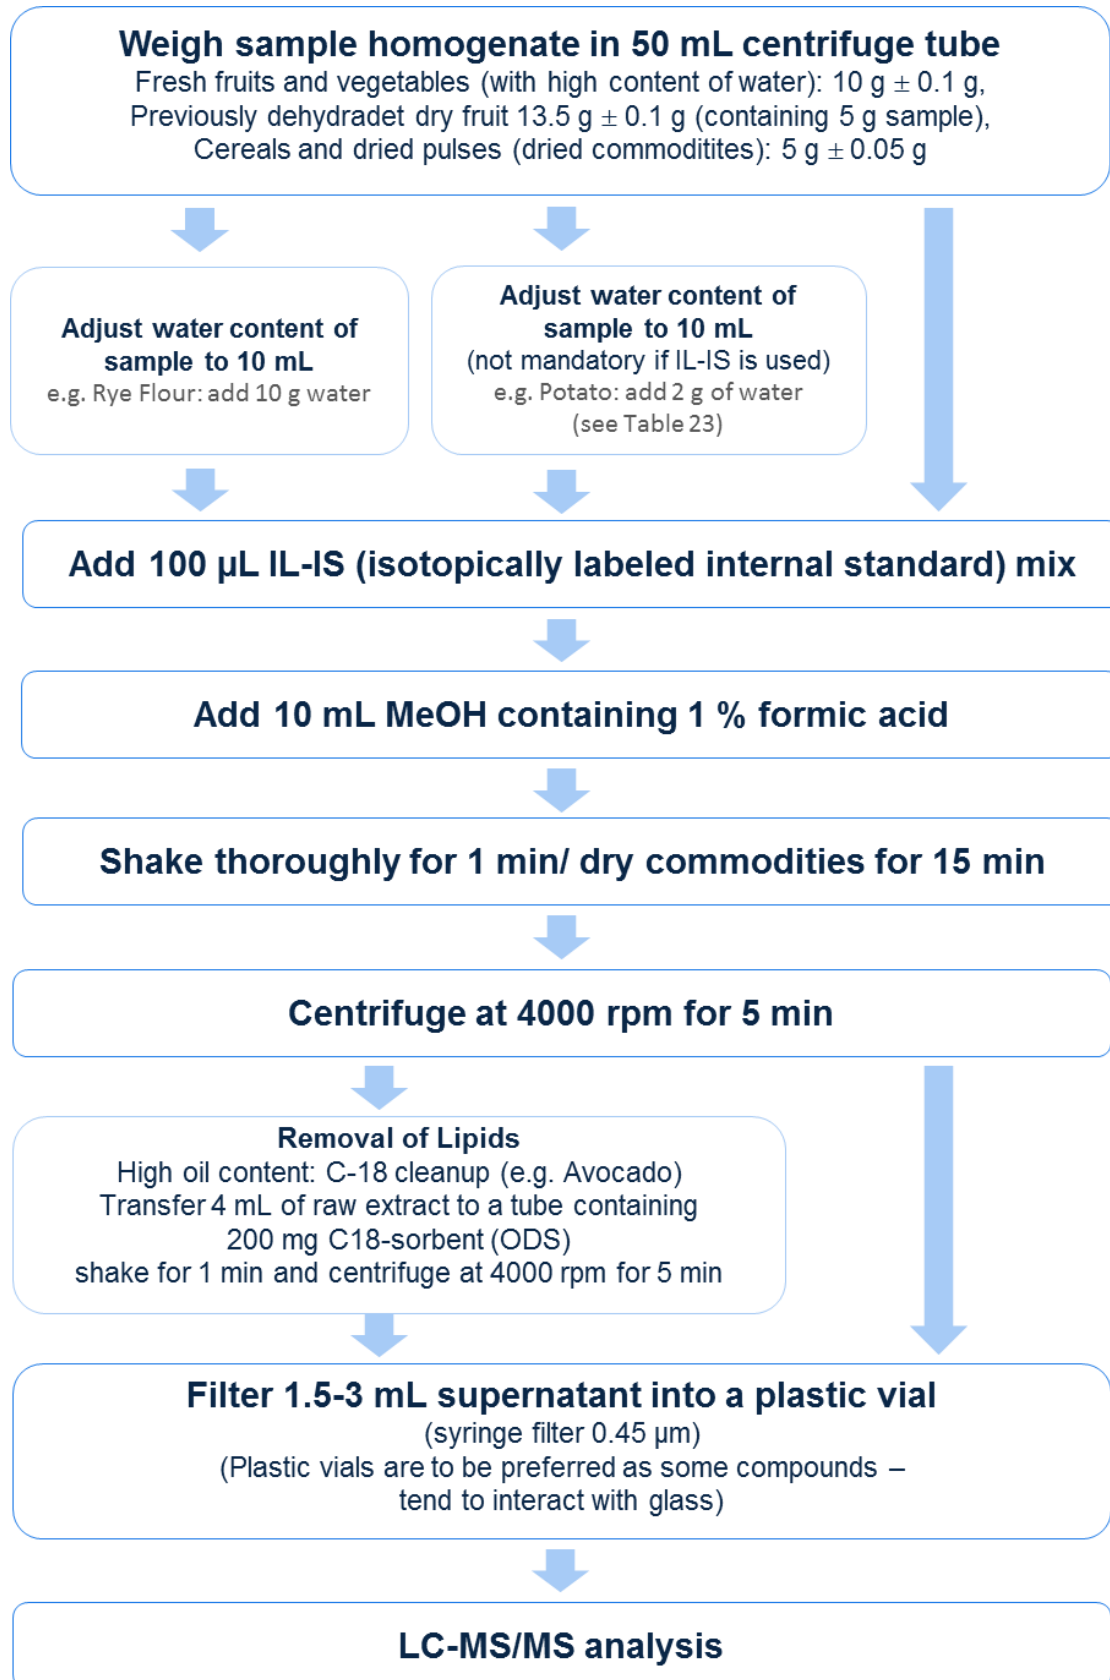 Weigh sample homogenate in 50 mL centrifuge tube
Fresh fruits and vegetables (with high content of water): 10 g ± 0.1 g,
Previously dehydradet dry fruit 13.5 g ± 0.1 g (containing 5 g sample),
Cereals and dried pulses (dried commoditites): 5 g ± 0.05 g
Adjust water content of
sample to 10 mL
e.g. Rye Flour: add 10 g water
Adjust water content of
sample to 10 mL
(not mandatory if IL-IS is used)
e.g. Potato: add 2 g of water
(see Table 23)
Add 100 µL IL-IS (isotopically labeled internal standard) mix
Add 10 mL MeOH containing 1 % formic acid
Shake thoroughly for 1 min/ dry commodities for 15 min
Centrifuge at 4000 rpm for 5 min
Removal of Lipids
High oil content: C-18 cleanup (e.g. Avocado)
Transfer 4 mL of raw extract to a tube containing
200 mg C18-sorbent (ODS)
shake for 1 min and centrifuge at 4000 rpm for 5 min
Filter 1.5-3 mL supernatant into a plastic vial
(syringe filter 0.45 µm)
(Plastic vials are to be preferred as some compounds –
tend to interact with glass)
LC-MS/MS analysis